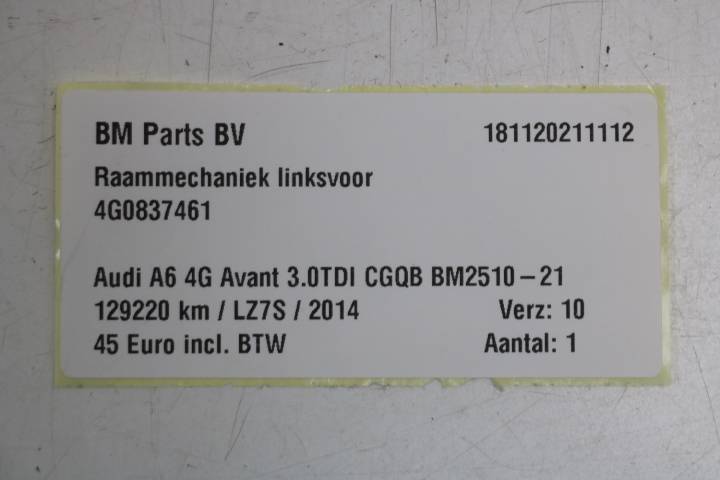 BM Parts BV 181120211112
Raammechaniek linksvoor
4G0837461
Audi A6 4G Avant 3.0TDI CGQB BM2510-21
129220 km / LZ7S / 2014 Verz: 10
45 Euro incl. BTW Aantal: 1